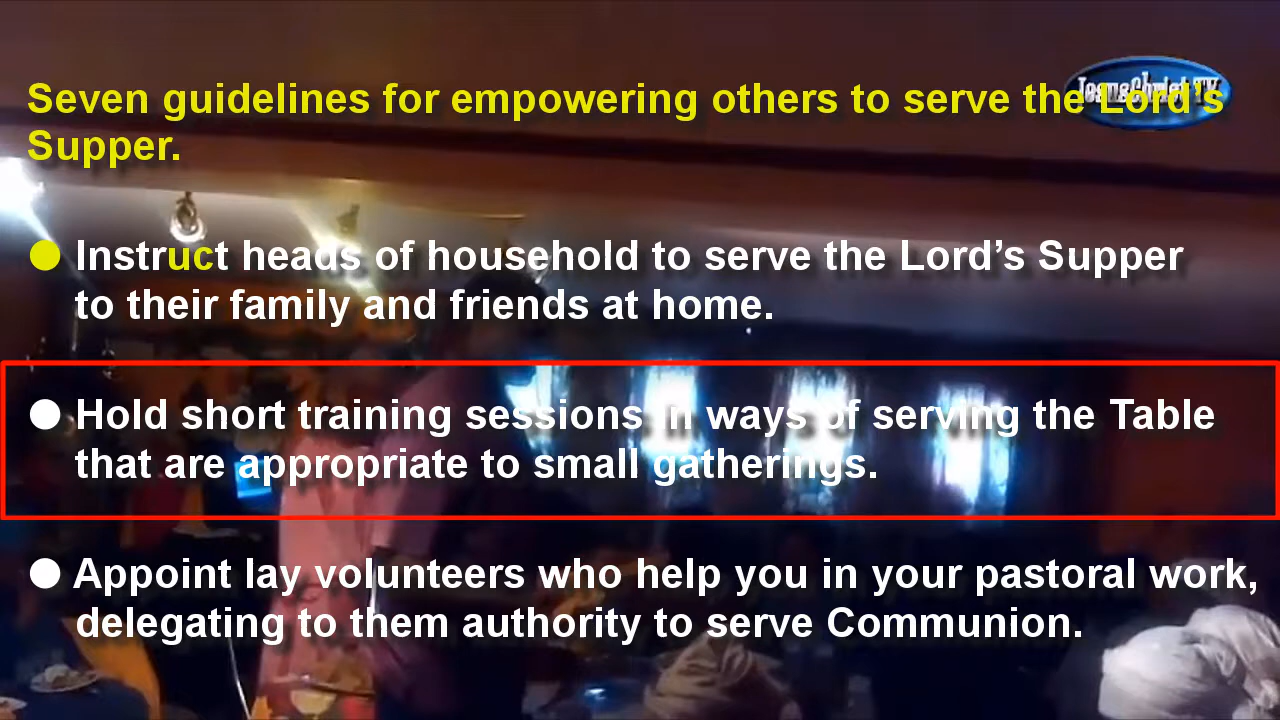 Seven guidelines for empowering others to serve the Lord's
Supper.
JesusChrist TV
● Instruct heads of household to serve the Lord’s Supper
to their family and friends at home.
● Hold short training sessions in ways of serving the Table
that are appropriate to small gatherings.
● Appoint lay volunteers who help you in your pastoral work,
delegating to them authority to serve Communion.